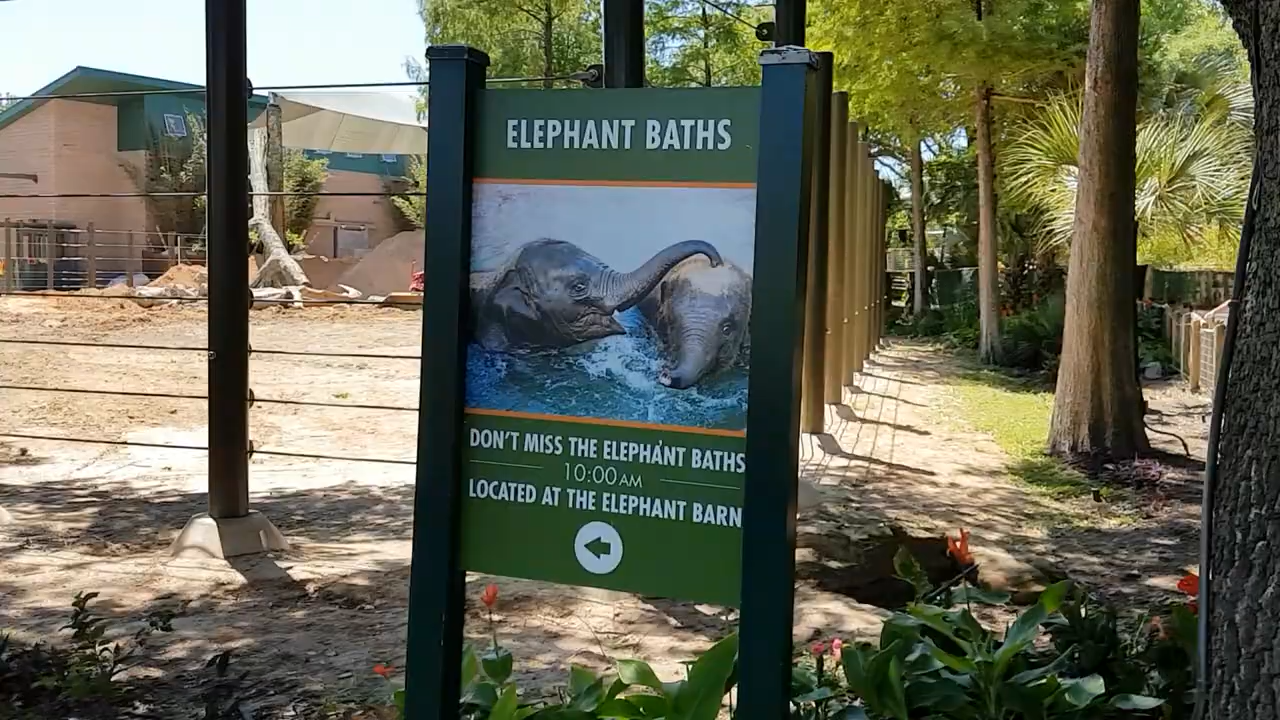 ELEPHANT BATHS
DON'T MISS THE ELEPHANT BATHS
10:00 AM
LOCATED AT THE ELEPHANT BARN